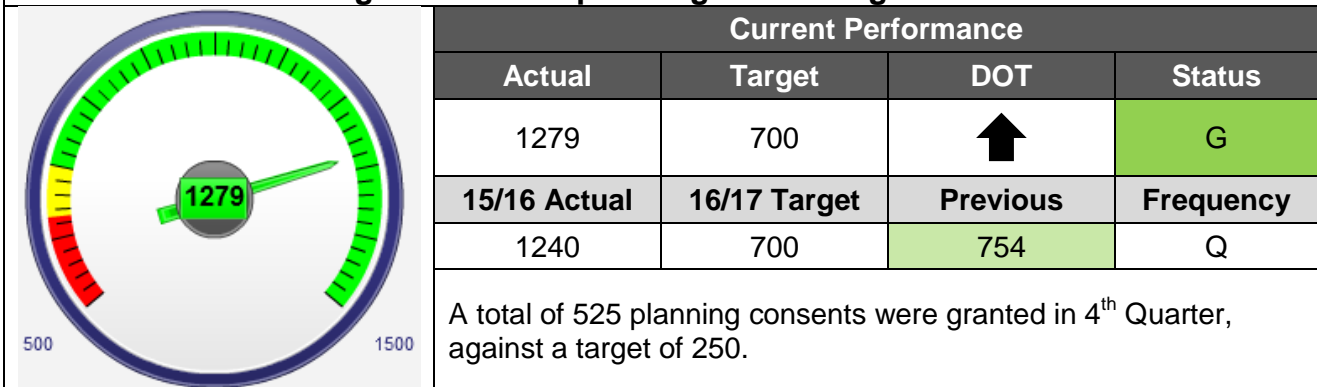 Current Performance
Actual Target DOT Status
1279 700 G
15/16 Actual 16/17 Target Previous Frequency
1240 700 754 Q
A total of 525 planning consents were granted in 4th Quarter,
against a target of 250.
1279
500 1500